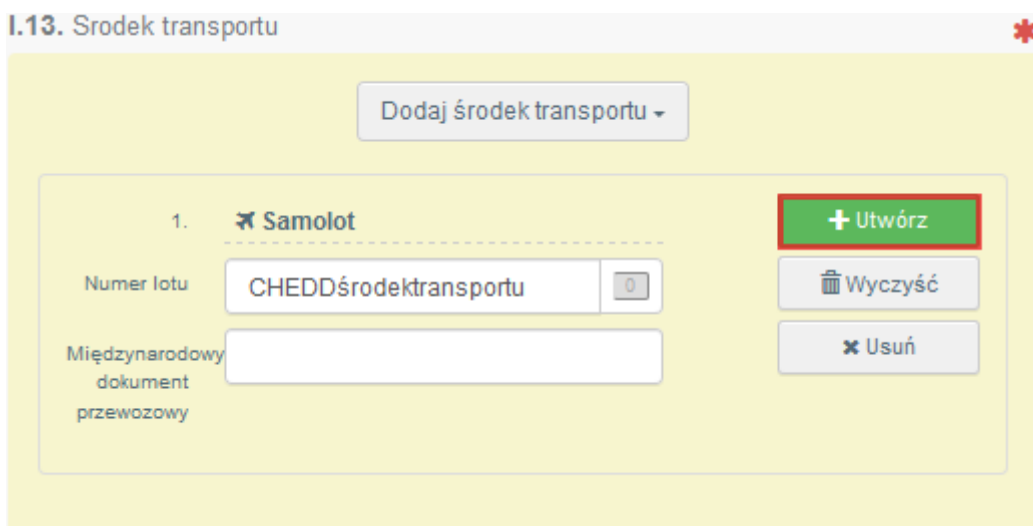 I.13. Srodek transportu
Dodaj środek transportu
1. Samolot
Utwórz
Numer lotu
CHEDDśrodektransportu
0
Wyczyść
Międzynarodowy
dokument
przewozowy
Usuń